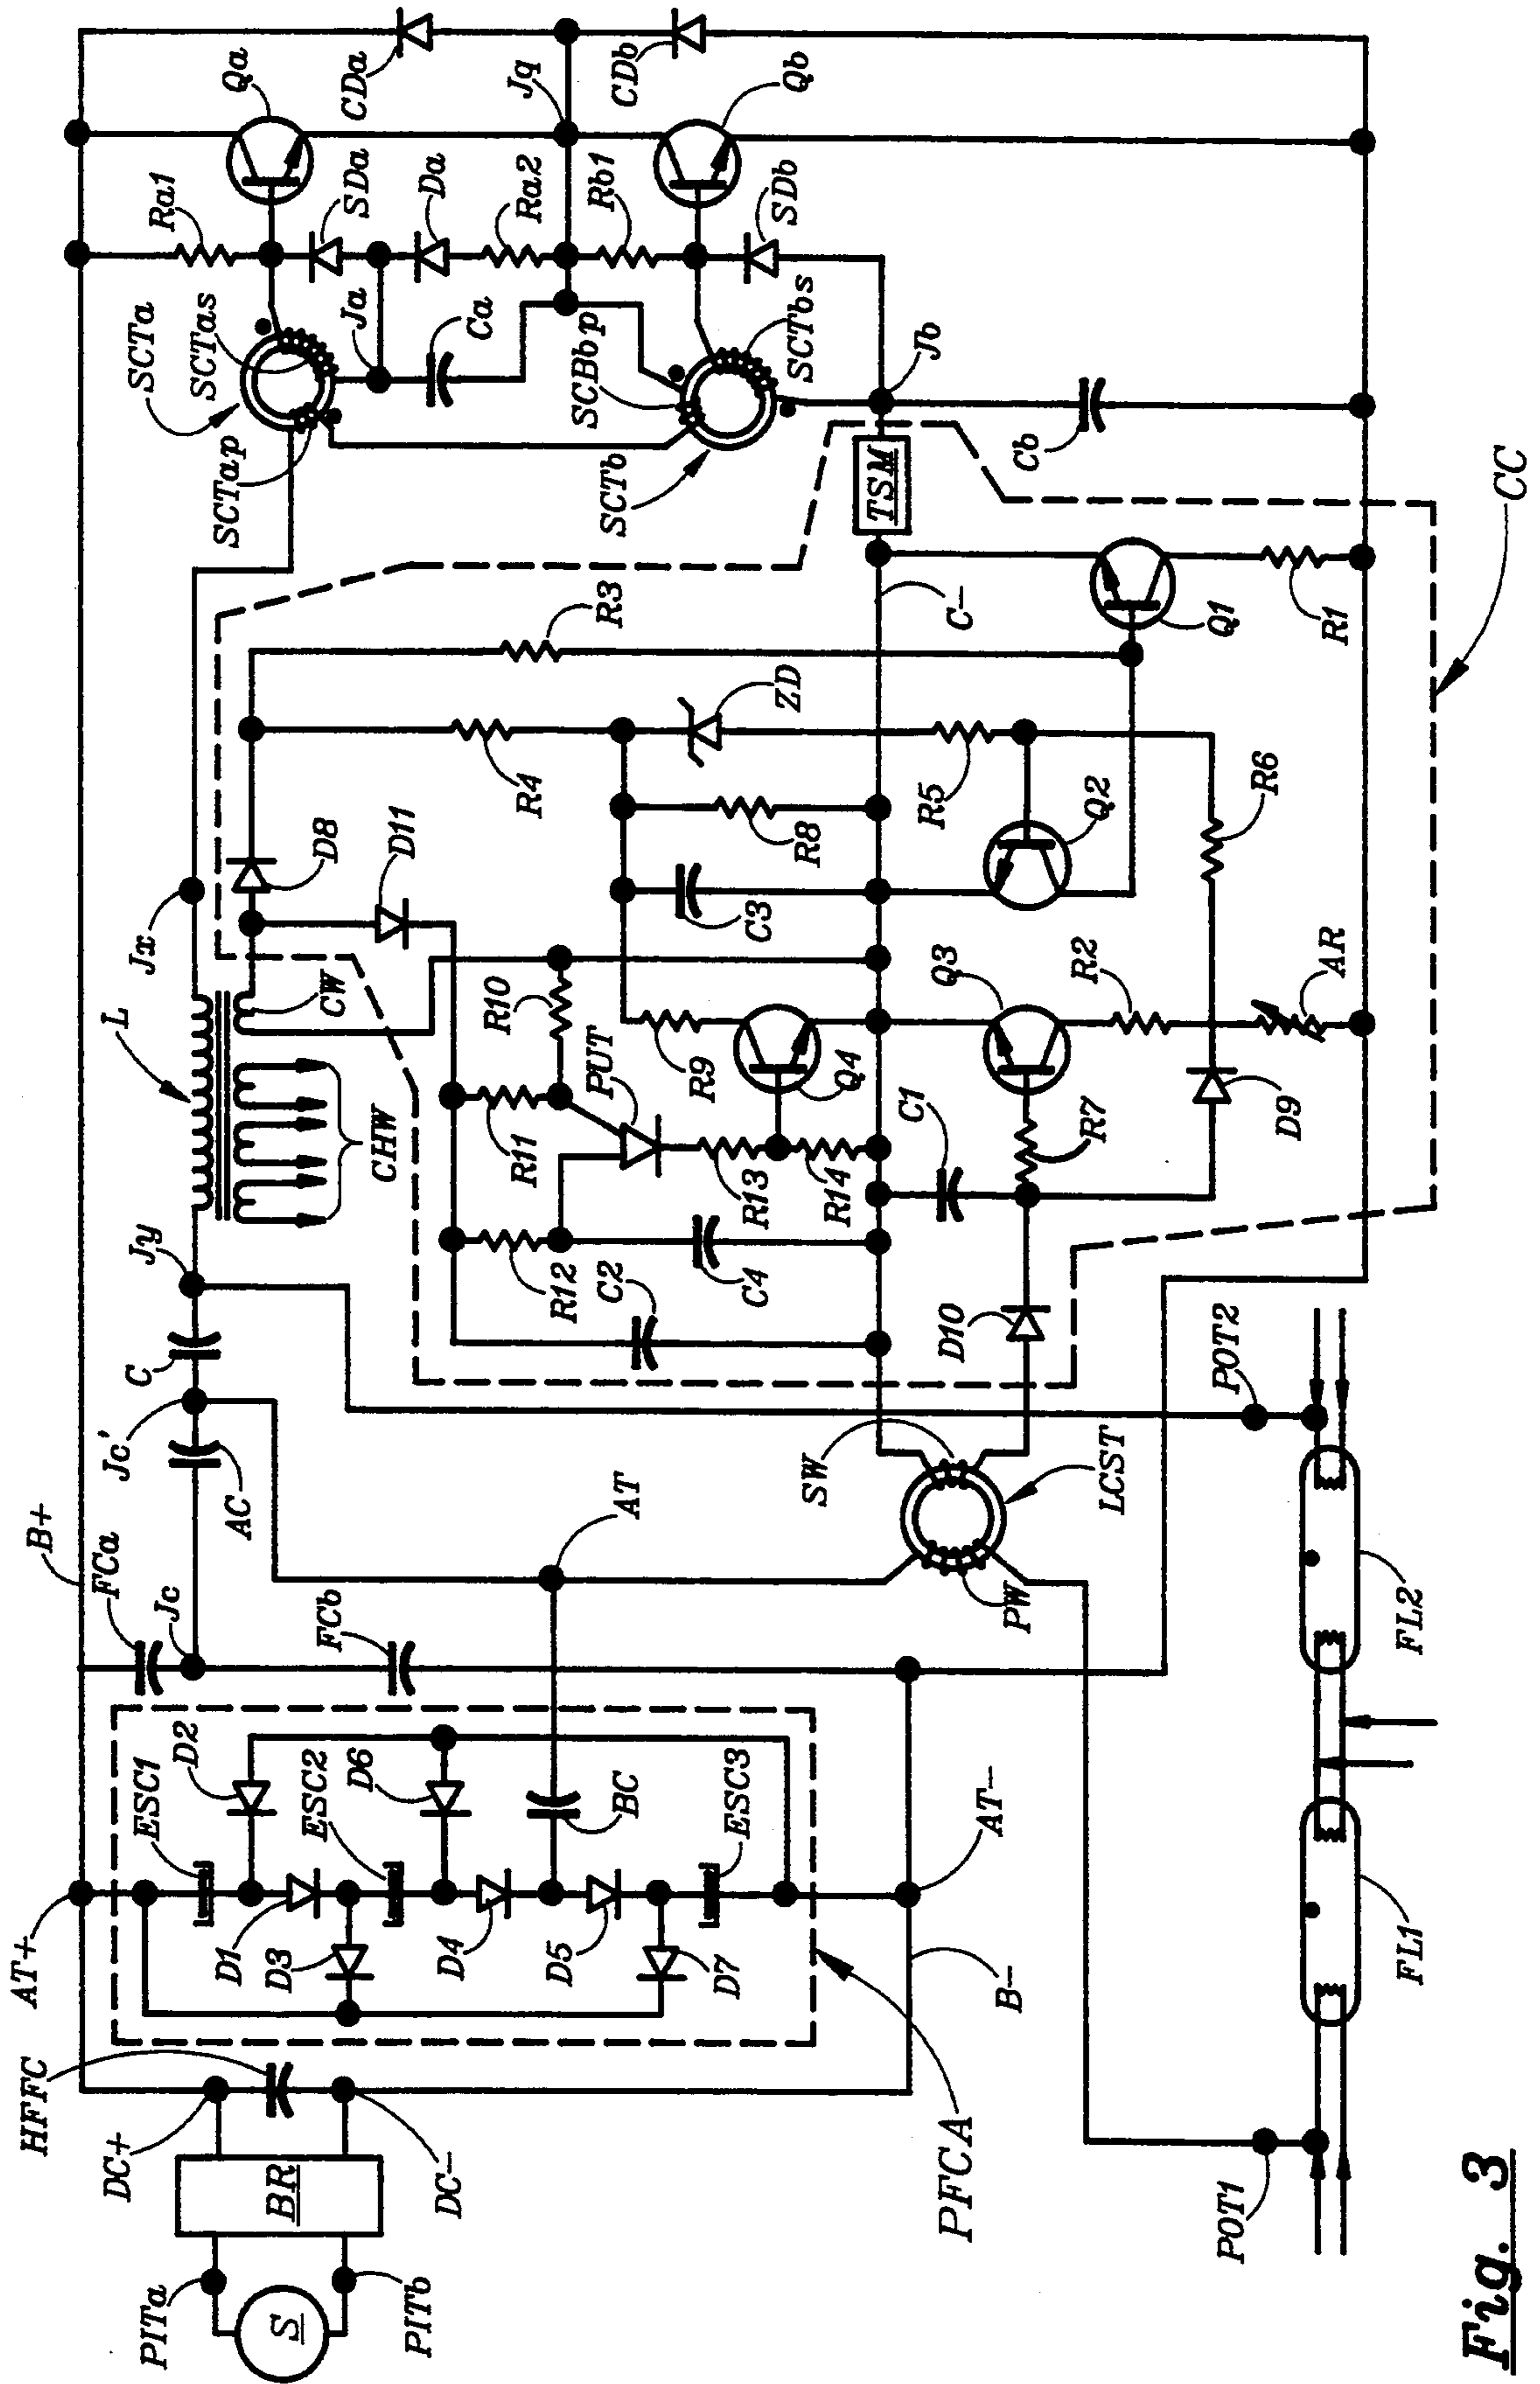 AT+
B+
HFFC
DC+
DC-
BR
S
PITa
PITb
PFCA
ESC1
D2
ESC2
D6
ESC3
D1
D3
D4
D5
D7
BC
AT-
B-
FCa
Jc
FCb
AT
AC
Jc'
C
Jy
L
Jx
CHW
CW
SW
PW
LCST
POT1
POT2
FL1
FL2
D8
D11
R10
R11
R12
PUT
R13
R14
C2
C4
R9
Q4
C1
D10
R7
D9
Q3
R2
AR
C3
R8
R4
ZD
R5
Q2
R6
R3
C-
Q1
R1
CC
TSM
SCTa
SCTas
SCTap
Ja
Ca
SCBbp
SCTbs
SCTb
Jb
Cb
Ra1
SDa
Da
Ra2
Rb1
SDb
Qa
CDa
Jq
CDb
Qb
Fig. 3